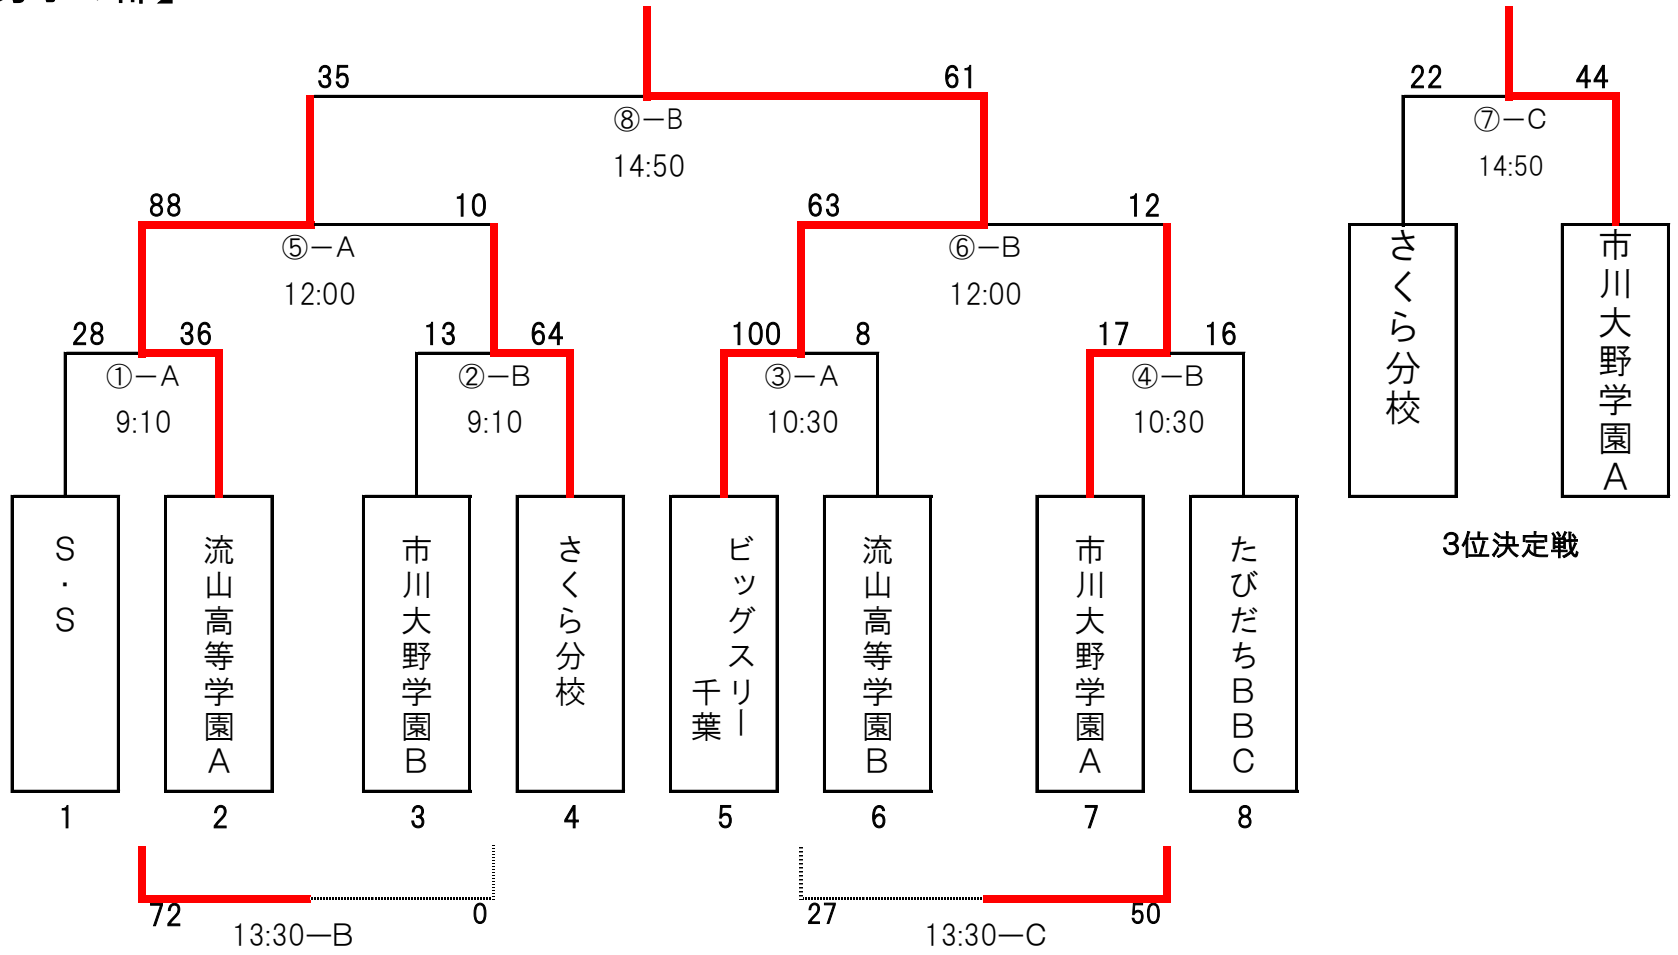 35 61 22 44
⑧－B ⑦－C
14:50 14:50
88 10 63 12
⑤－A ⑥－B
12:00 12:00
28 36 13 64 100 8 17 16
①－A ②－B ③－A ④－B
9:10 9:10 10:30 10:30
さくら分校
市川大野学園A
3位決定戦
S・S
流山高等学園A
市川大野学園B
さくら分校
ビッグスリー
千葉
流山高等学園B
市川大野学園A
たびだちBBC
1 2 3 4 5 6 7 8
72 0 27 50
13:30－B 13:30－C